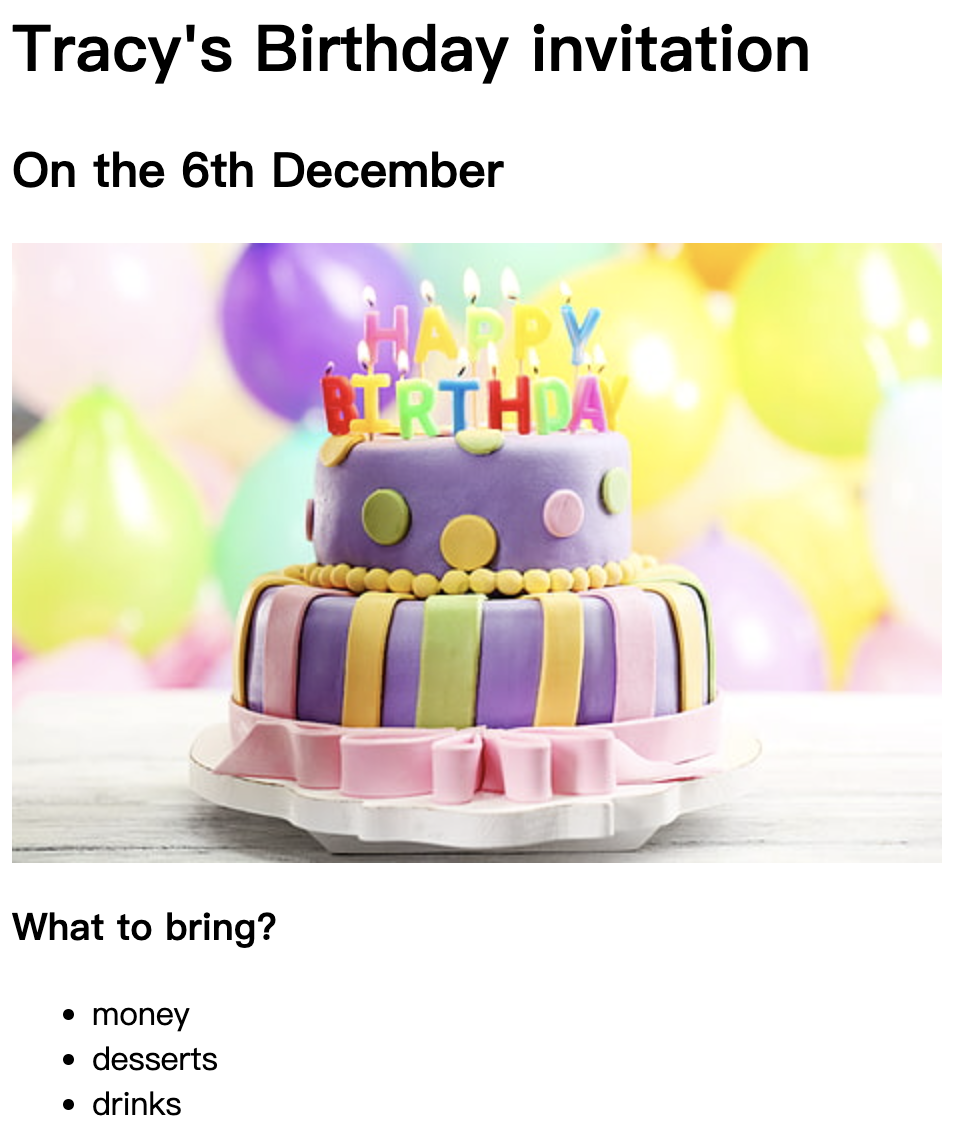 Tracy's Birthday invitation
On the 6th December
HAPPY
BIRTHDAY
What to bring?
money
desserts
drinks